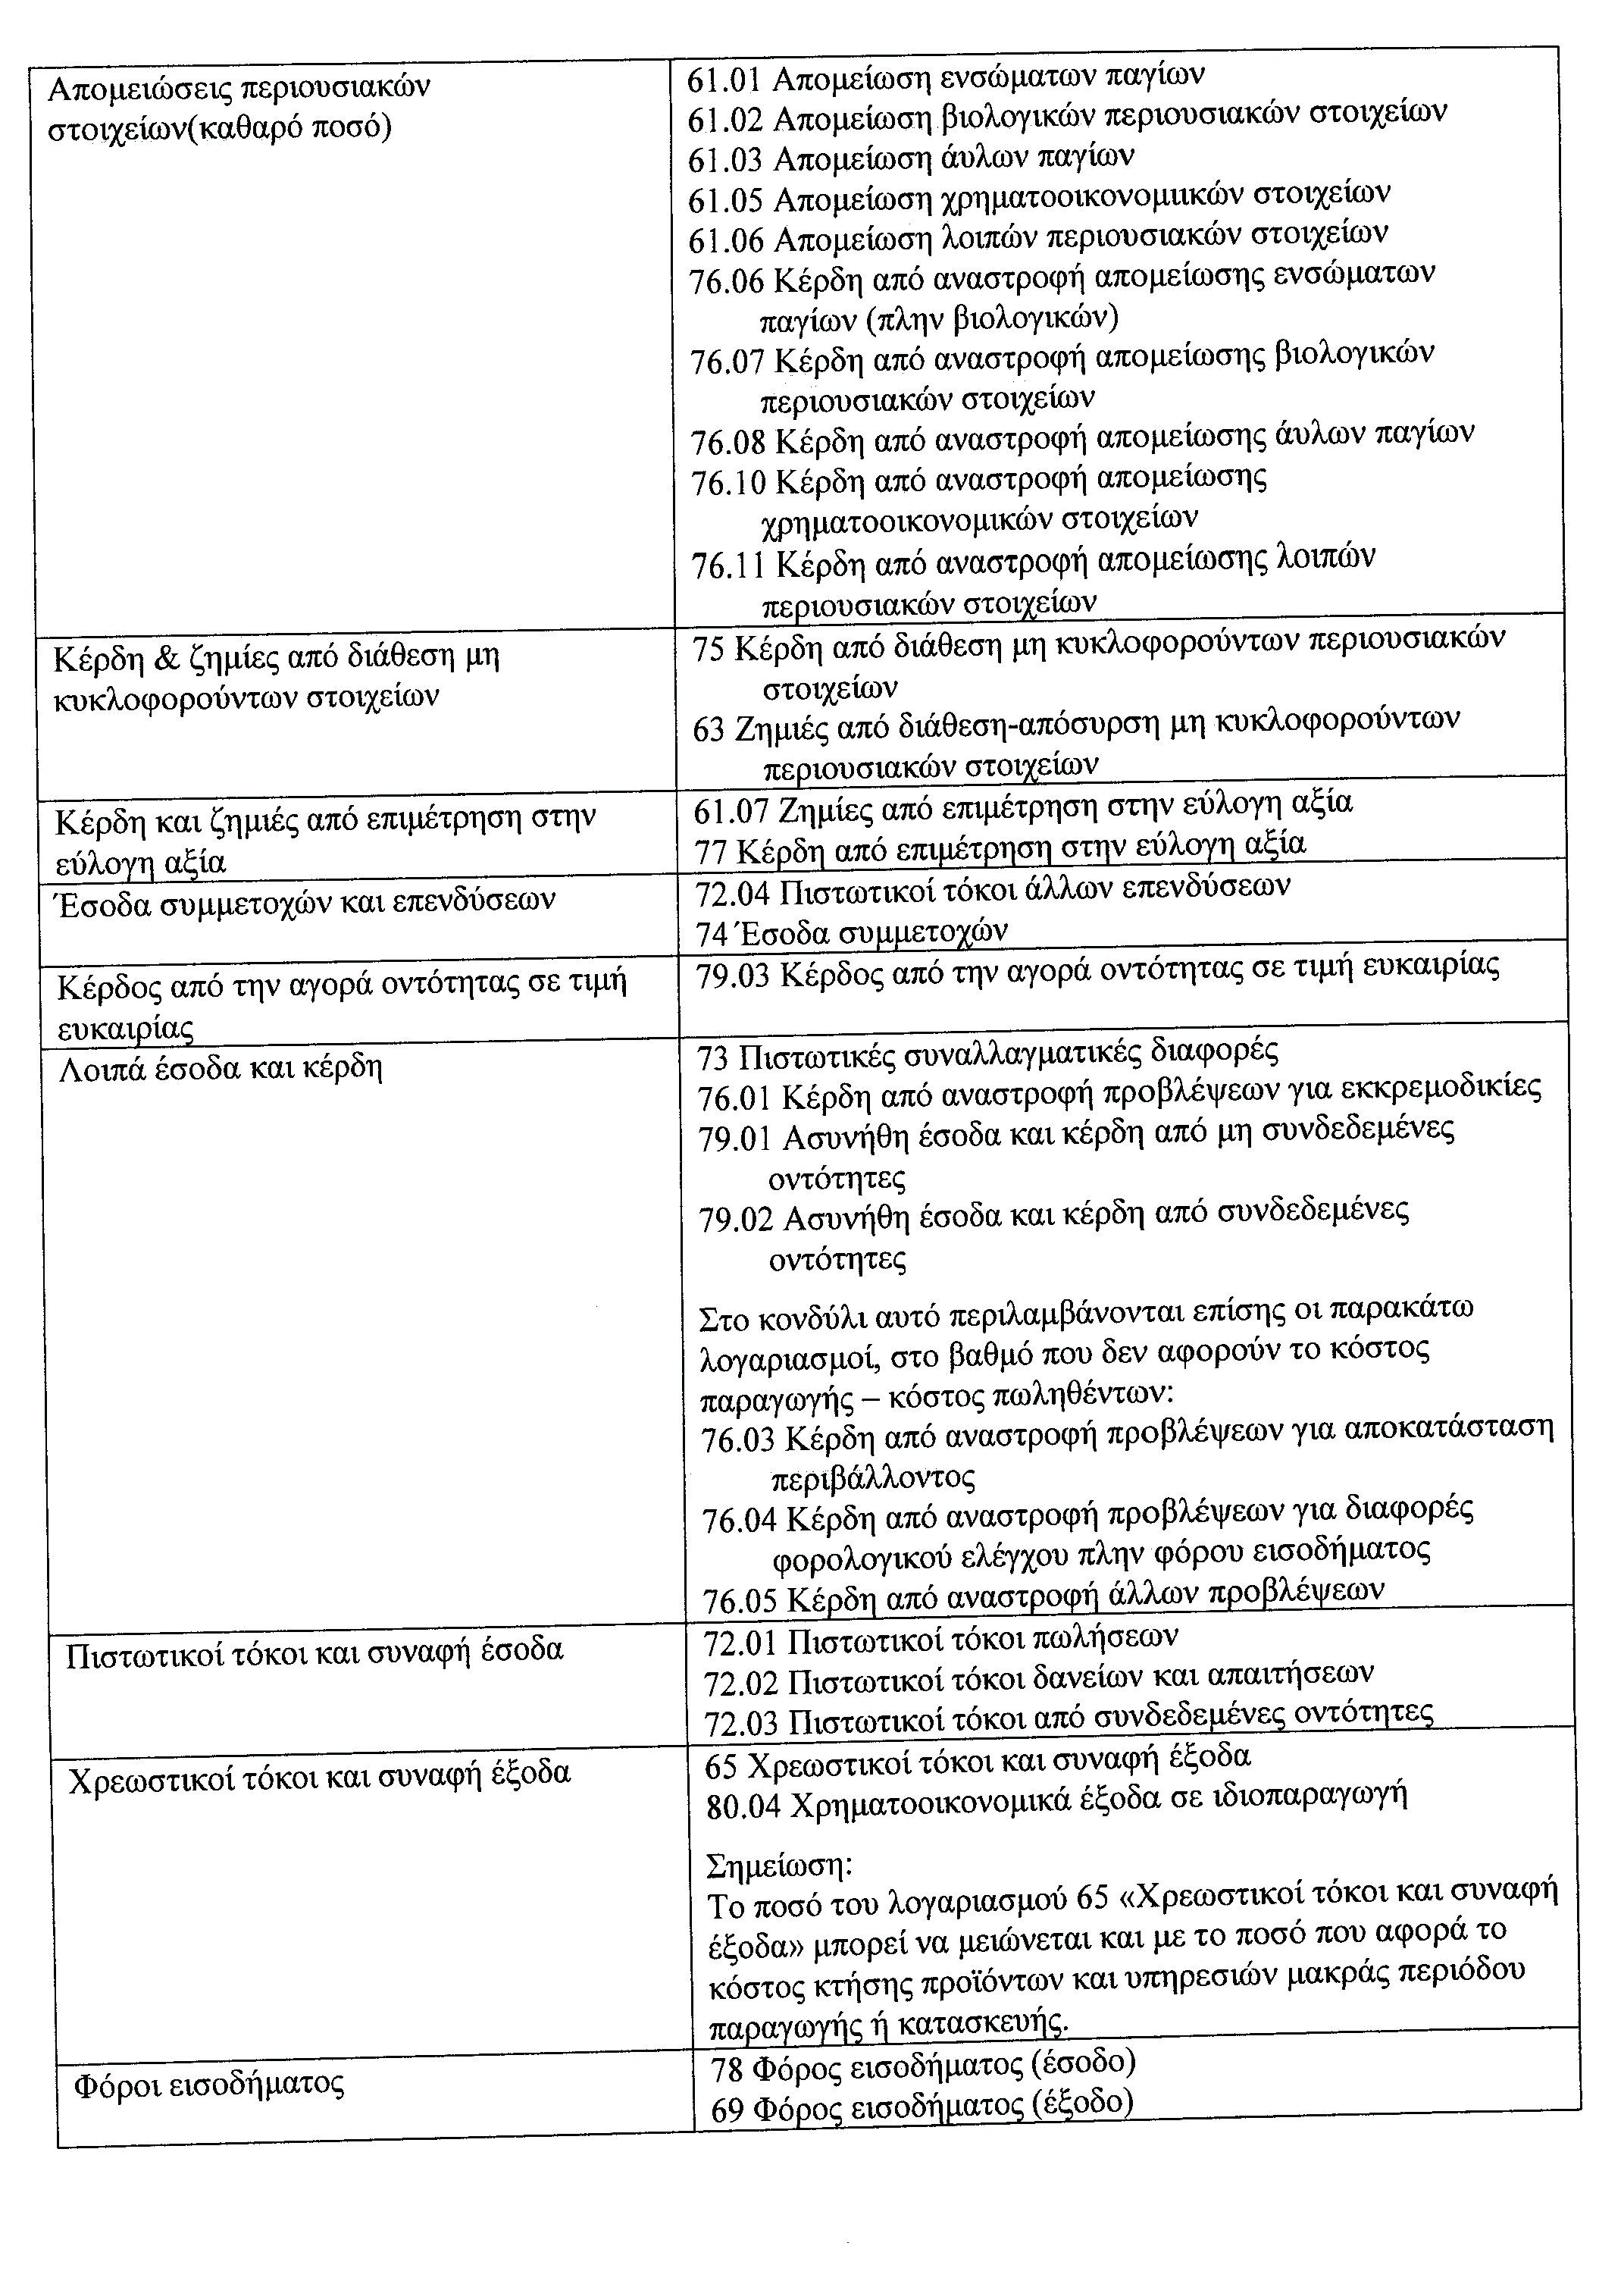 Απομειώσεις περιουσιακών
στοιχείων(καθαρό ποσό)
61.01 Απομείωση ενσώματων παγίων
61.02 Απομείωση βιολογικών περιουσιακών στοιχείων
61.03 Απομείωση άυλων παγίων
61.05 Απομείωση χρηματοοικονομιικών στοιχείων
61.06 Απομείωση λοιπών περιουσιακών στοιχείων
76.06 Κέρδη από αναστροφή απομείωσης ενσώματων
παγίων (πλην βιολογικών)
76.07 Κέρδη από αναστροφή απομείωσης βιολογικών
περιουσιακών στοιχείων
76.08 Κέρδη από αναστροφή απομείωσης άυλων παγίων
76.10 Κέρδη από αναστροφή απομείωσης
χρηματοοικονομικών στοιχείων
76.11 Κέρδη από αναστροφή απομείωσης λοιπών
περιουσιακών στοιχείων
Κέρδη & ζημίες από διάθεση μη
κυκλοφορούντων στοιχείων
75 Κέρδη από διάθεση μη κυκλοφορούντων περιουσιακών
στοιχείων
63 Ζημιές από διάθεση-απόσυρση μη κυκλοφορούντων
περιουσιακών στοιχείων
Κέρδη και ζημιές από επιμέτρηση στην
εύλογη αξία
61.07 Ζημίες από επιμέτρηση στην εύλογη αξία
77 Κέρδη από επιμέτρηση στην εύλογη αξία
Έσοδα συμμετοχών και επενδύσεων
72.04 Πιστωτικοί τόκοι άλλων επενδύσεων
74 Έσοδα συμμετοχών
Κέρδος από την αγορά οντότητας σε τιμή
ευκαιρίας
79.03 Κέρδος από την αγορά οντότητας σε τιμή ευκαιρίας
Λοιπά έσοδα και κέρδη
73 Πιστωτικές συναλλαγματικές διαφορές
76.01 Κέρδη από αναστροφή προβλέψεων για εκκρεμοδικίες
79.01 Ασυνήθη έσοδα και κέρδη από μη συνδεδεμένες
οντότητες
79.02 Ασυνήθη έσοδα και κέρδη από συνδεδεμένες
οντότητες
Στο κονδύλι αυτό περιλαμβάνονται επίσης οι παρακάτω
λογαριασμοί, στο βαθμό που δεν αφορούν το κόστος
παραγωγής – κόστος πωληθέντων:
76.03 Κέρδη από αναστροφή προβλέψεων για αποκατάσταση
περιβάλλοντος
76.04 Κέρδη από αναστροφή προβλέψεων για διαφορές
φορολογικού ελέγχου πλην φόρου εισοδήματος
76.05 Κέρδη από αναστροφή άλλων προβλέψεων
Πιστωτικοί τόκοι και συναφή έσοδα
72.01 Πιστωτικοί τόκοι πωλήσεων
72.02 Πιστωτικοί τόκοι δανείων και απαιτήσεων
72.03 Πιστωτικοί τόκοι από συνδεδεμένες οντότητες
Χρεωστικοί τόκοι και συναφή έξοδα
65 Χρεωστικοί τόκοι και συναφή έξοδα
80.04 Χρηματοοικονομικά έξοδα σε ιδιοπαραγωγή
Σημείωση:
Το ποσό του λογαριασμού 65 «Χρεωστικοί τόκοι και συναφή
έξοδα» μπορεί να μειώνεται και με το ποσό που αφορά το
κόστος κτήσης προϊόντων και υπηρεσιών μακράς περιόδου
παραγωγής ή κατασκευής.
Φόροι εισοδήματος
78 Φόρος εισοδήματος (έσοδο)
69 Φόρος εισοδήματος (έξοδο)